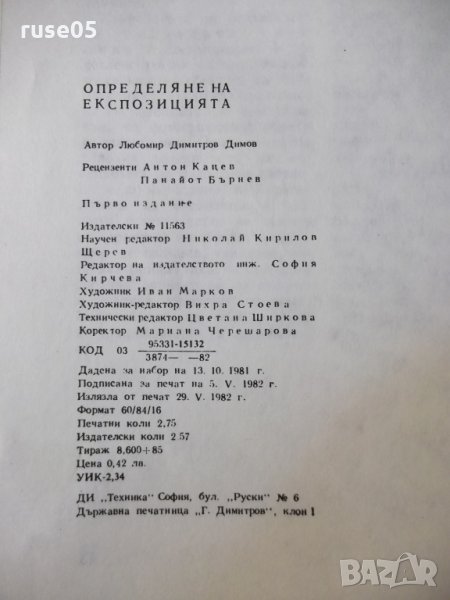 ruse05
ОПРЕДЕЛЯНЕ НА
ЕКСПОЗИЦИЯТА
Автор Любомир Димитров Димов
Рецензенти Антон Кацев
Панайот Бърнев
Първо издание
Издателски № 11563
Научен редактор Николай Кирилов
Щерев
Редактор на издателството инж. София
Кирчева
Художник Иван Марков
Художник-редактор Вихра Стоева
Технически редактор Цветана Ширкова
Коректор Мариана Черешарова
КОД 03 95331-15132
3874— —82
Дадена за набор на 13. 10. 1981 г.
Подписана за печат на 5. V. 1982 г.
Излязла от печат 29. V. 1982 г.
Формат 60/84/16
Печатни коли 2,75
Издателски коли 2 57
Тираж 8,600+85
Цена 0,42 лв.
УИК-2,34
ДИ „Техника" София, бул. „Руски" № 6
Държавна печатница „Г. Димитров", клон 1
BAZAR
.bg